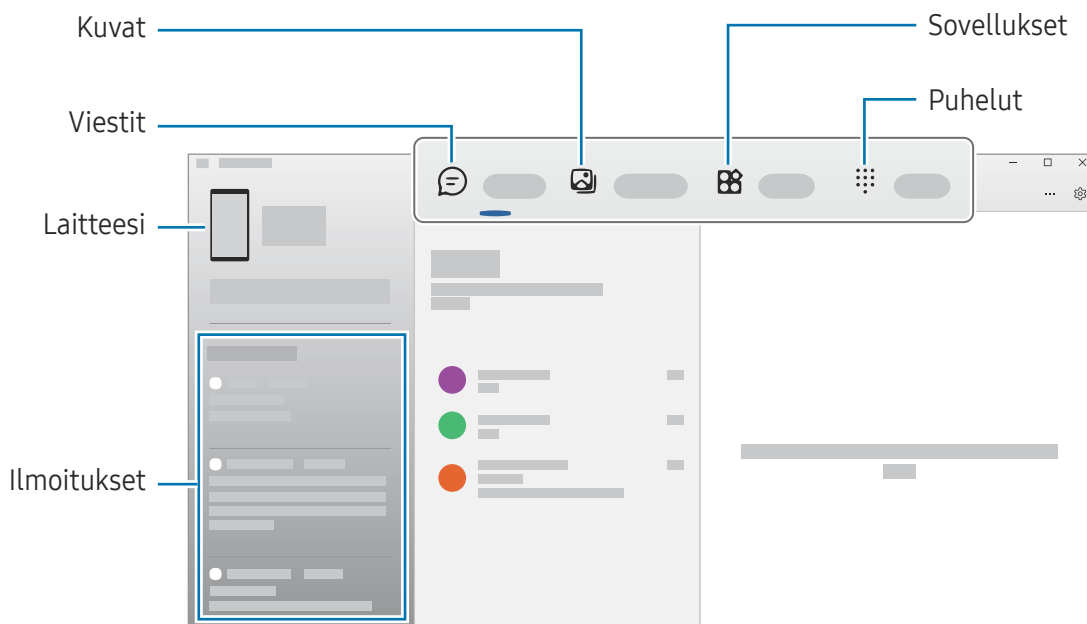 Kuvat
Sovellukset
Viestit
Puhelut
Laitteesi
Ilmoitukset